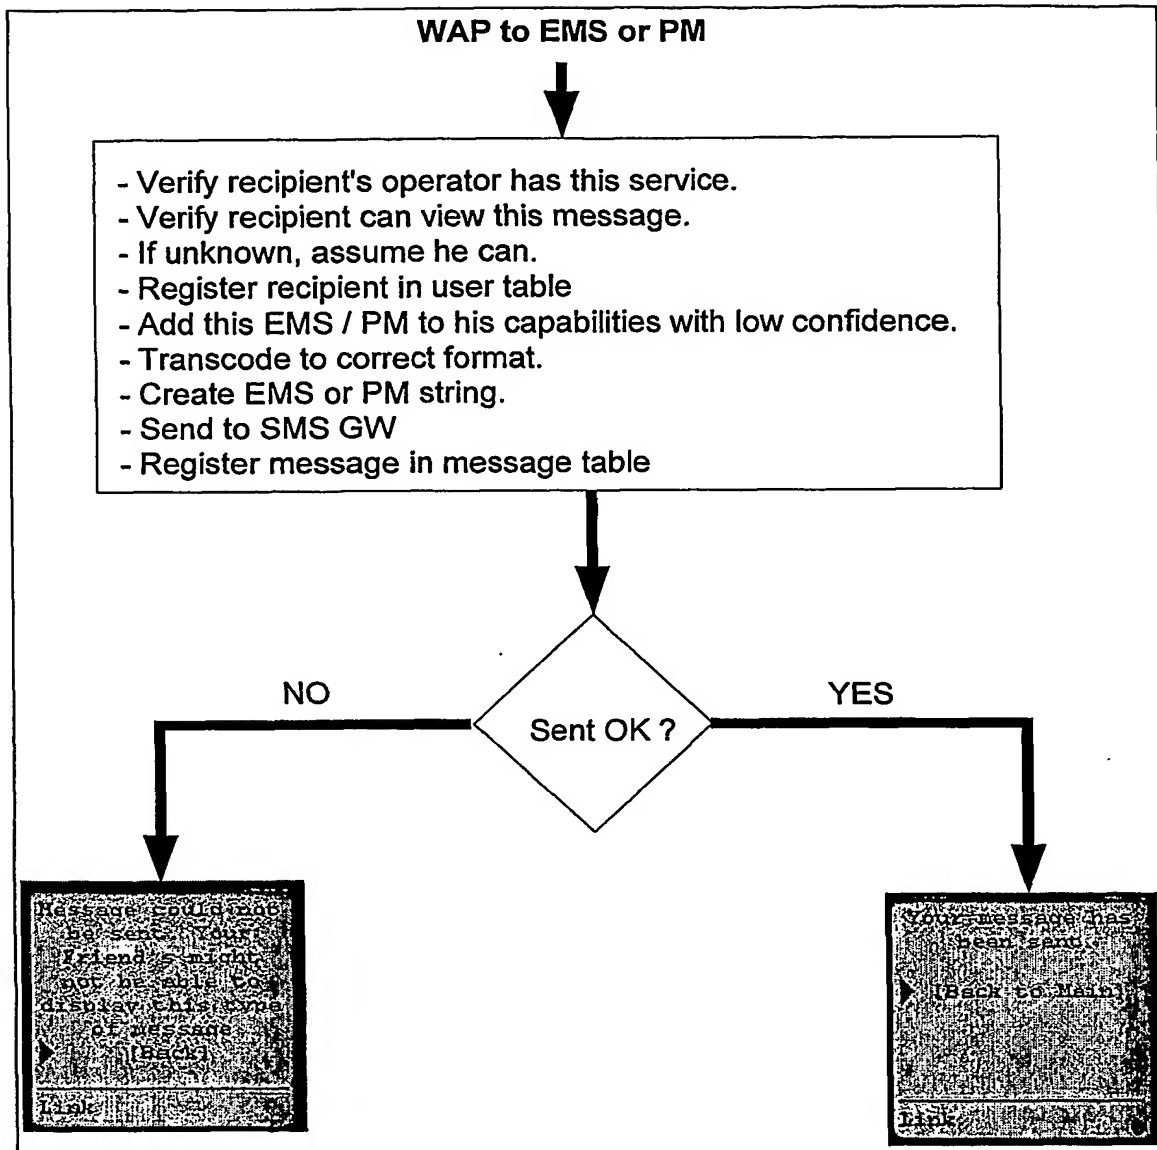 WAP to EMS or PM
- Verify recipient's operator has this service.
- Verify recipient can view this message.
- If unknown, assume he can.
- Register recipient in user table
- Add this EMS / PM to his capabilities with low confidence.
- Transcode to correct format.
- Create EMS or PM string.
- Send to SMS GW
- Register message in message table
NO
YES
Sent OK ?
Message could not
be sent. Your
Friend s might
not be able to
display this type
of message
[Back]
Link
Your message has
been sent.
[Back to Main]
Link